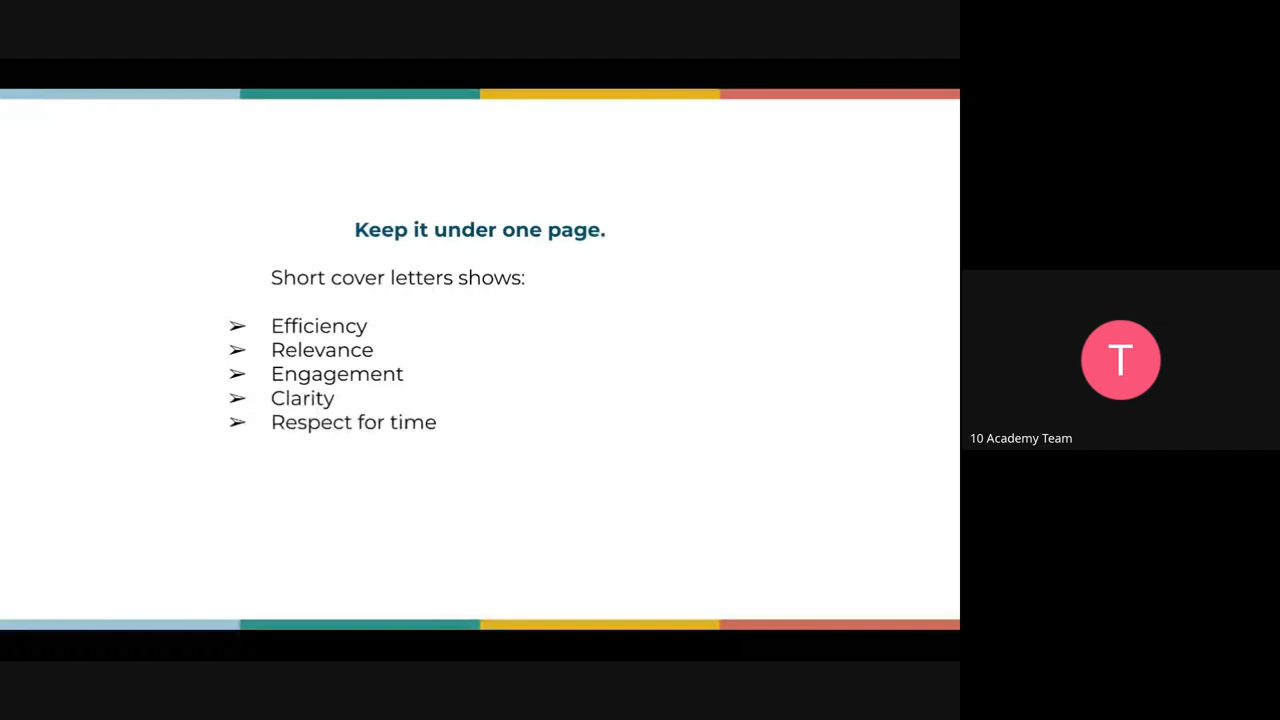 Keep it under one page.
Short cover letters shows:
➢ Efficiency
➢ Relevance
➢ Engagement
➢ Clarity
➢ Respect for time
T
10 Academy Team